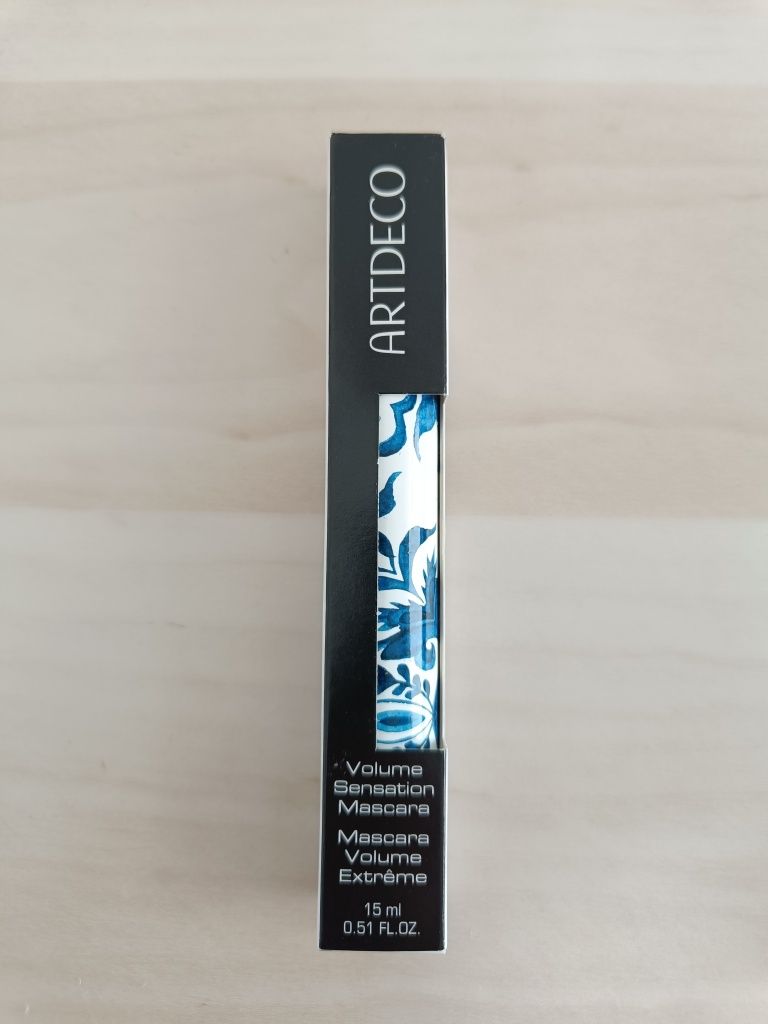 ARTDECO
Volume
Sensation
Mascara
Mascara
Volume
Extrême
15 ml
0.51 FL.OZ.